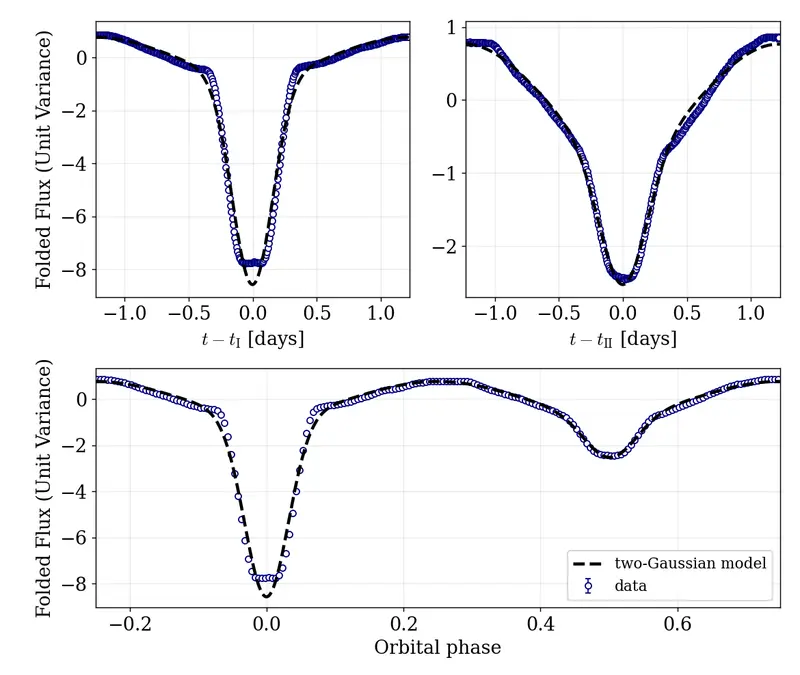 Folded Flux (Unit Variance)
0
−2
−4
−6
−8
−1.0 −0.5 0.0 0.5 1.0
t − tI [days]
1
0
−1
−2
−1.0 −0.5 0.0 0.5 1.0
t − tII [days]
Folded Flux (Unit Variance)
0
−2
−4
−6
−8
two-Gaussian model
data
−0.2 0.0 0.2 0.4 0.6
Orbital phase